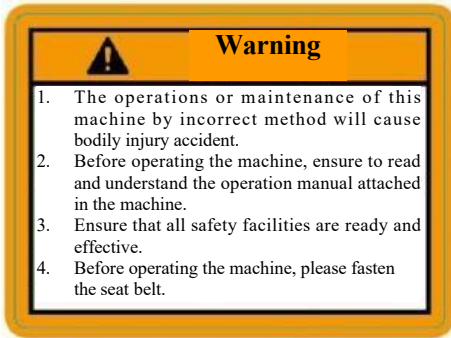 Warning
1. The operations or maintenance of this
machine by incorrect method will cause
bodily injury accident.
2. Before operating the machine, ensure to read
and understand the operation manual attached
in the machine.
3. Ensure that all safety facilities are ready and
effective.
4. Before operating the machine, please fasten
the seat belt.